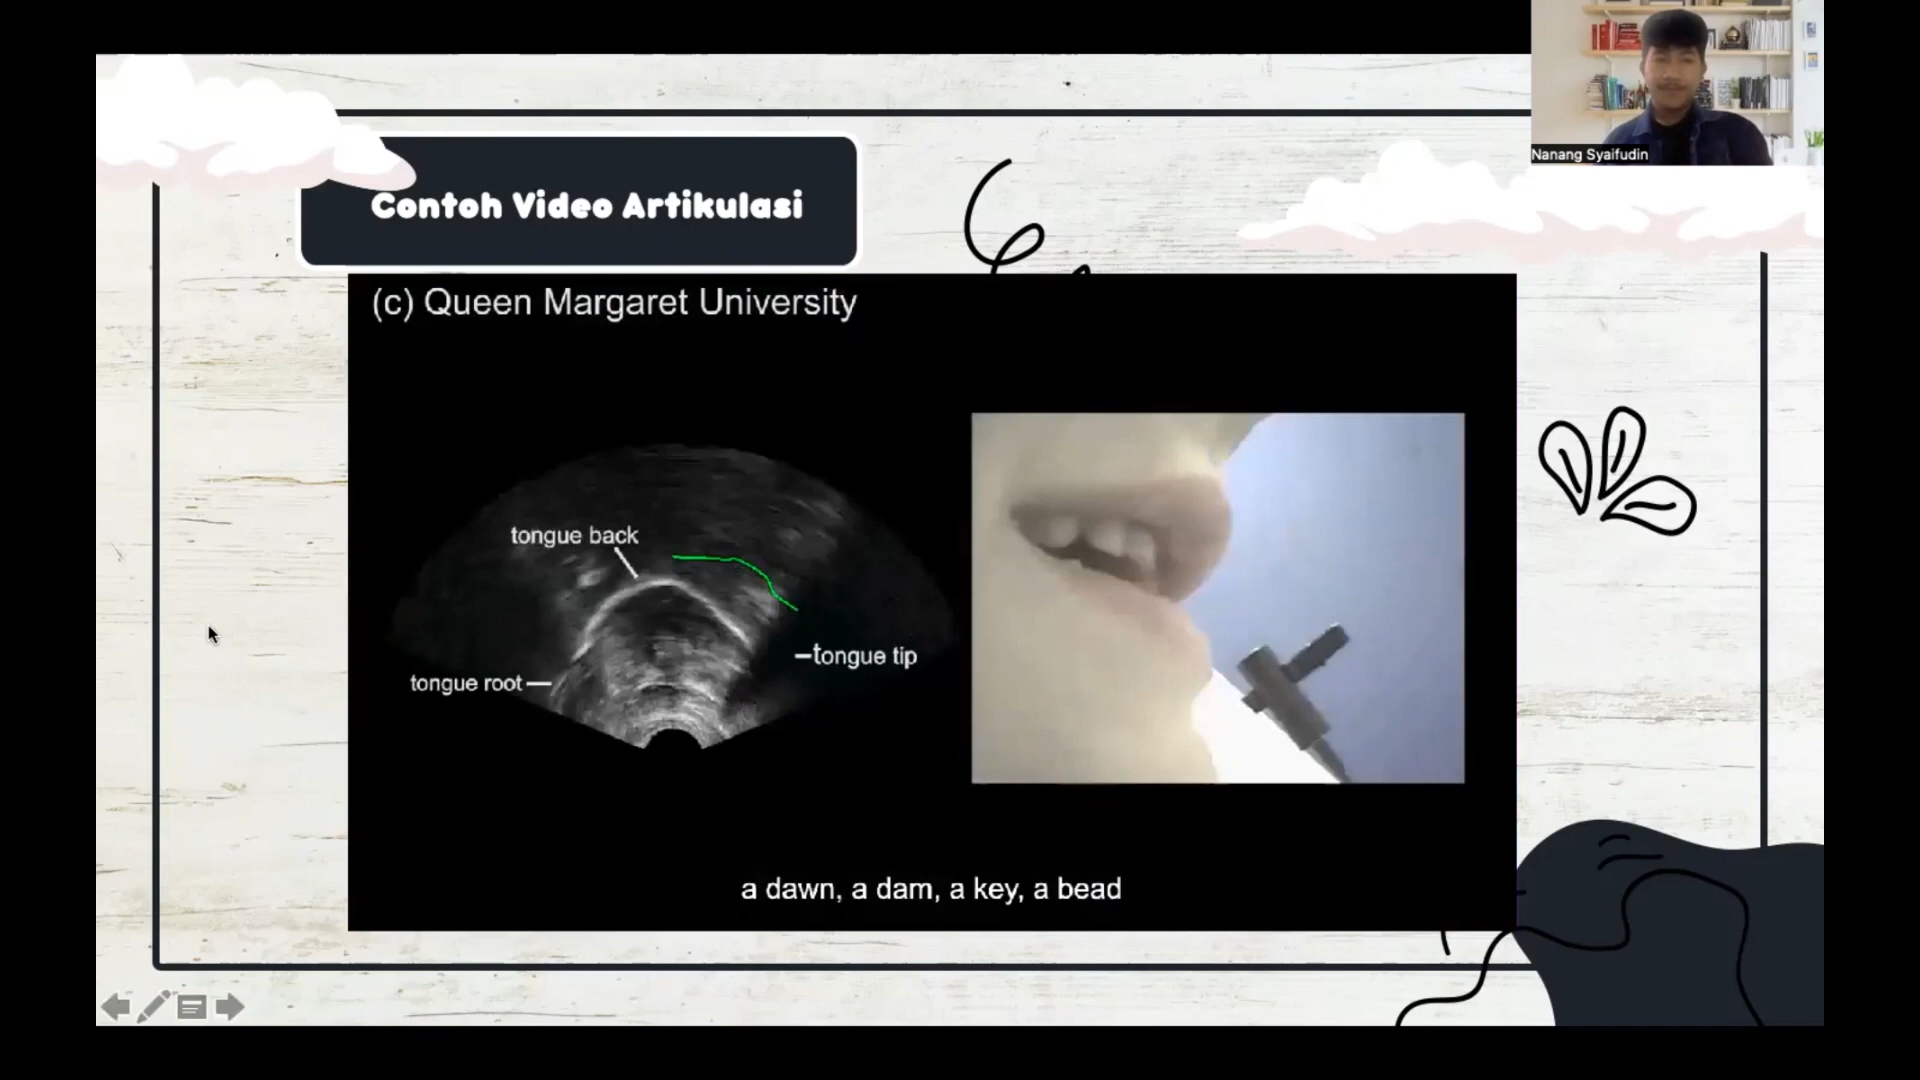 Nanang Syaifudin
Contoh Video Artikulasi
(c) Queen Margaret University
tongue back
tongue tip
tongue root
a dawn, a dam, a key, a bead